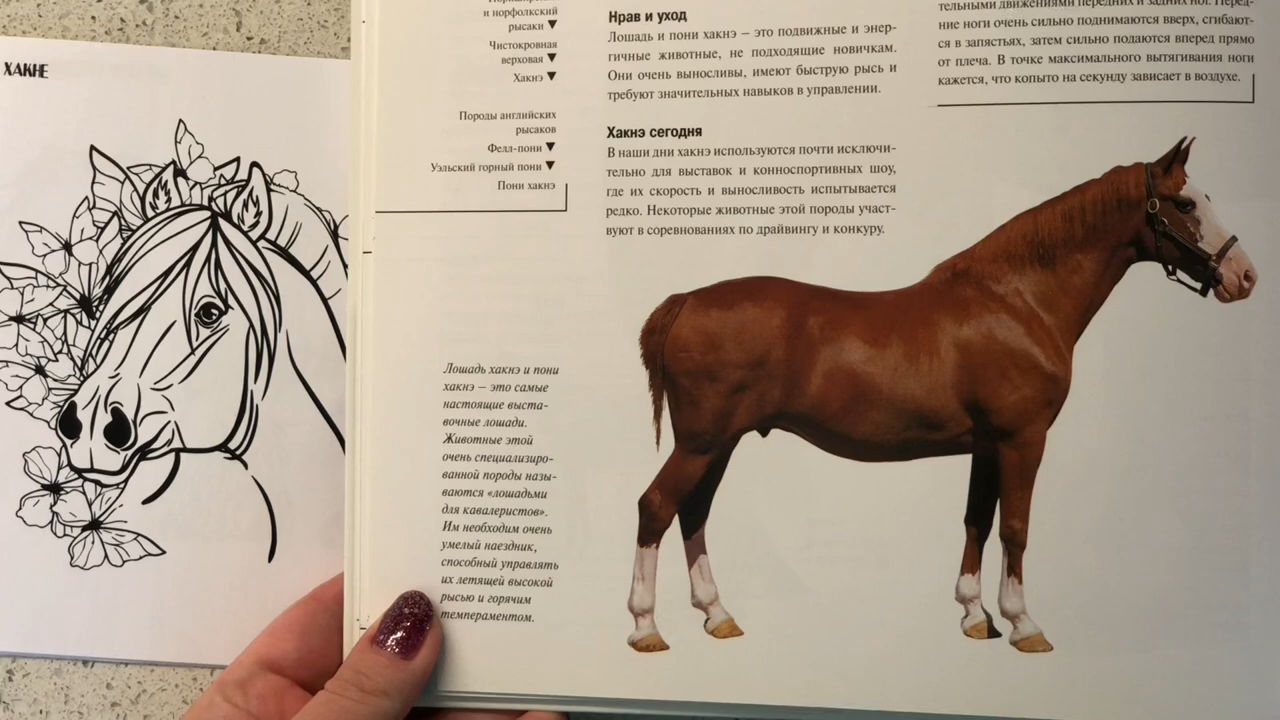 ХАКНЕ
и норфолкский
рысаки ▼
Чистокровная
верховая ▼
Хакнэ ▼
Породы английских
рысаков
Фелл-пони ▼
Уэльский горный пони ▼
Пони хакнэ
Лошадь хакнэ и пони
хакнэ – это самые
настоящие выста-
вочные лошади.
Животные этой
очень специализиро-
ванной породы назы-
ваются «лошадьми
для кавалеристов».
Им необходим очень
умелый наездник,
способный управлять
их летящей высокой
рысью и горячим
темпераментом.
Нрав и уход
Лошадь и пони хакнэ – это подвижные и энер-
гичные животные, не подходящие новичкам.
Они очень выносливы, имеют быструю рысь и
требуют значительных навыков в управлении.
Хакнэ сегодня
В наши дни хакнэ используются почти исключи-
тельно для выставок и конноспортивных шоу,
где их скорость и выносливость испытывается
редко. Некоторые животные этой породы участ-
вуют в соревнованиях по драйвингу и конкуру.
тельными движениями передних и задних ног. Перед-
ние ноги очень сильно поднимаются вверх, сгибают-
ся в запястьях, затем сильно подаются вперед прямо
от плеча. В точке максимального вытягивания ноги
кажется, что копыто на секунду зависает в воздухе.